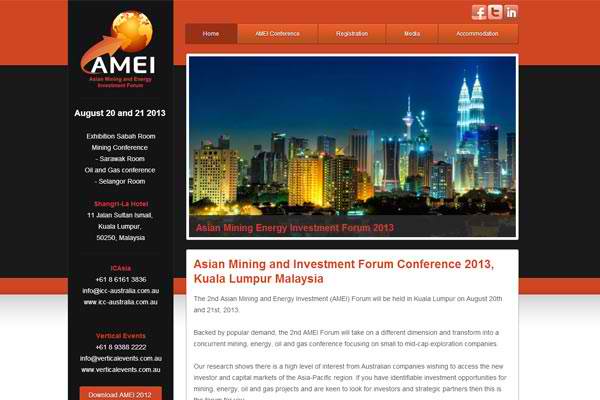 AMEI
Asian Mining and Energy
Investment Forum
August 20 and 21 2013
Exhibition Sabah Room
Mining Conference
- Sarawak Room
Oil and Gas conference
- Selangor Room
Shangri-La Hotel
11 Jalan Sultan Ismail,
Kuala Lumpur,
50250, Malaysia
ICAsia
+61 8 6161 3836
info@icc-australia.com.au
www.icc-australia.com.au
Vertical Events
+61 8 9388 2222
info@verticalevents.com.au
www.verticalevents.com.au
Download AMEI 2012
Home
AMEI Conference
Registration
Media
Accommodation
Asian Mining Energy Investment Forum 2013
Asian Mining and Investment Forum Conference 2013,
Kuala Lumpur Malaysia
The 2nd Asian Mining and Energy Investment (AMEI) Forum will be held in Kuala Lumpur on August 20th
and 21st, 2013.
Backed by popular demand, the 2nd AMEI Forum will take on a different dimension and transform into a
concurrent mining, energy, oil and gas conference focusing on small to mid-cap exploration companies.
Our research shows there is a high level of interest from Australian companies wishing to access the new
investor and capital markets of the Asia-Pacific region. If you have identifiable investment opportunities for
mining, energy, oil and gas projects and are keen to look for investors and strategic partners then this is
the forum for you.